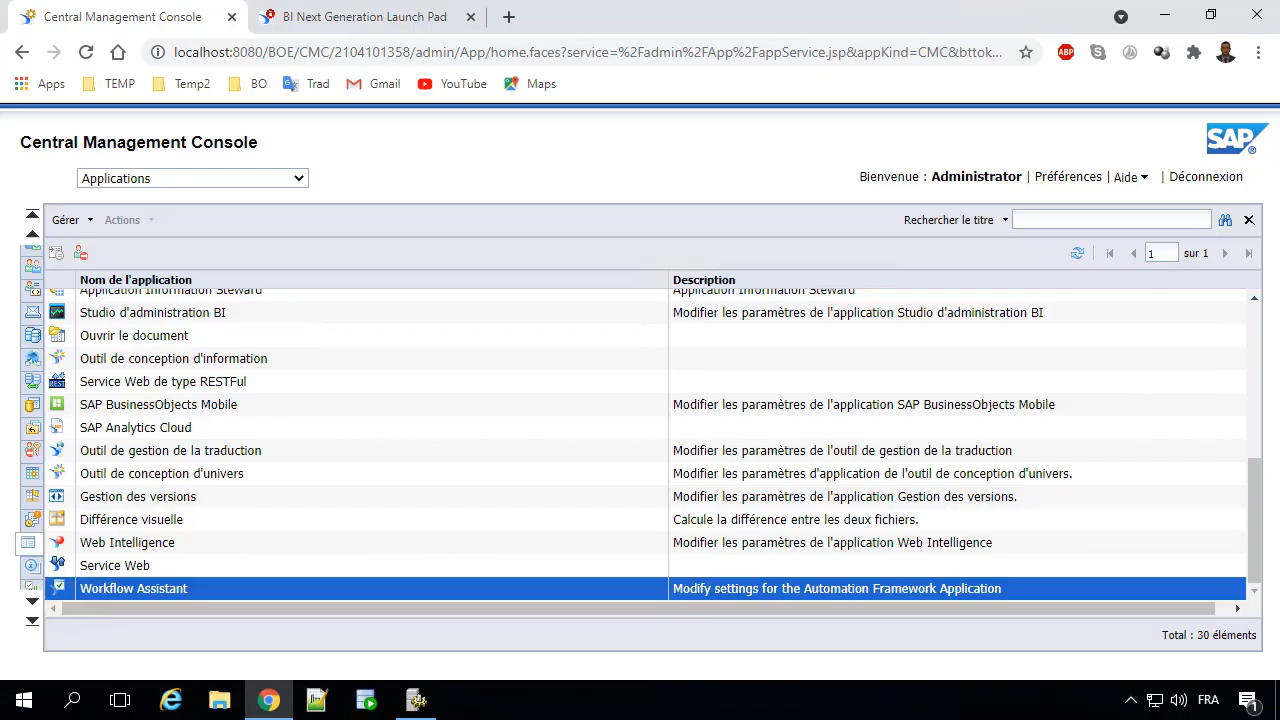 Central Management Console
BI Next Generation Launch Pad
localhost:8080/BOE/CMC/2104101358/admin/App/home.faces?service=%2Fadmin%2FApp%2FappService.jsp&appKind=CMC&bttok...
ABP
Apps
TEMP
Temp2
BO
Trad
Gmail
YouTube
Maps
Central Management Console
SAP
Applications
Bienvenue : Administrator | Préférences | Aide | Déconnexion
Gérer
Actions
Rechercher le titre
1 sur 1
Nom de l'application
Description
Application Information Steward
Application Information Steward
Studio d'administration BI
Modifier les paramètres de l'application Studio d'administration BI
Ouvrir le document
Outil de conception d'information
REST
Service Web de type RESTFul
SAP BusinessObjects Mobile
Modifier les paramètres de l'application SAP BusinessObjects Mobile
SAP Analytics Cloud
Outil de gestion de la traduction
Modifier les paramètres de l'outil de gestion de la traduction
Outil de conception d'univers
Modifier les paramètres d'application de l'outil de conception d'univers.
Gestion des versions
Modifier les paramètres de l'application Gestion des versions.
Différence visuelle
Calcule la différence entre les deux fichiers.
Web Intelligence
Modifier les paramètres de l'application Web Intelligence
Service Web
Workflow Assistant
Modify settings for the Automation Framework Application
Total : 30 éléments
FRA
1